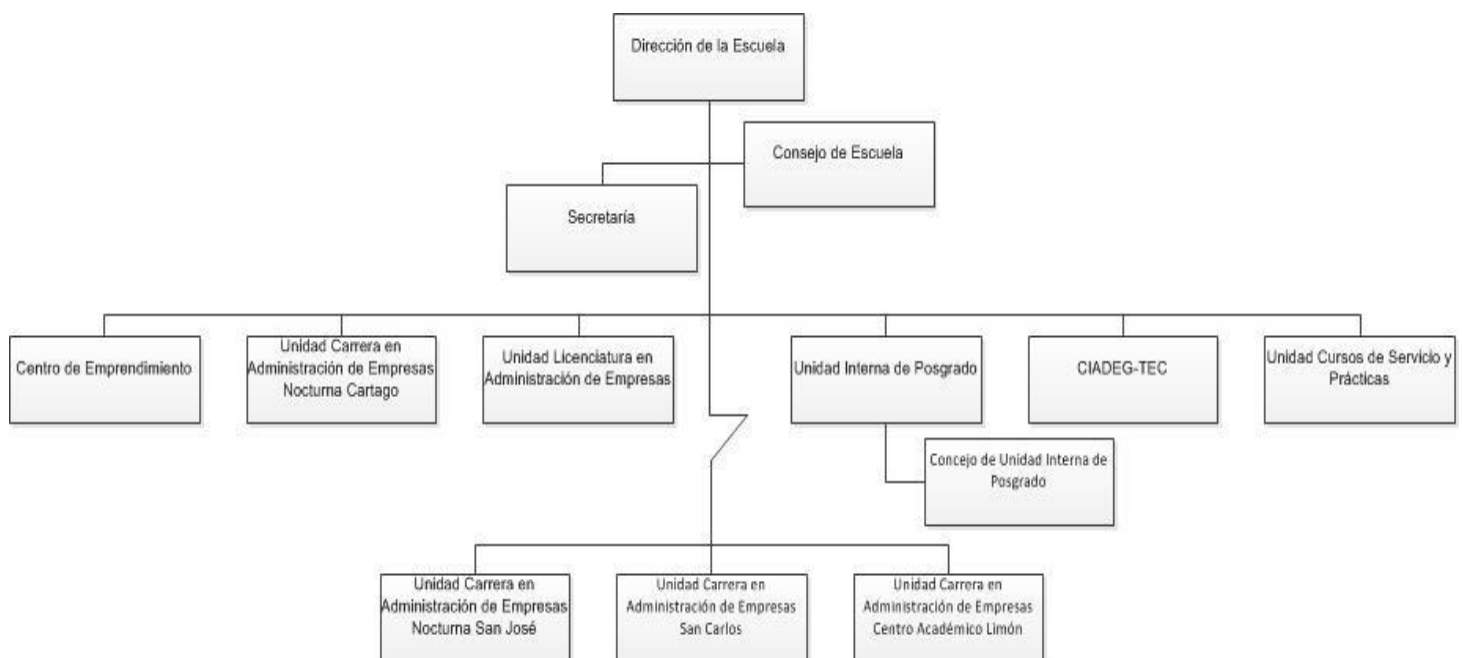 Dirección de la Escuela
Consejo de Escuela
Secretaría
Centro de Emprendimiento
Unidad Carrera en
Administración de Empresas
Nocturna Cartago
Unidad Licenciatura en
Administración de Empresas
Unidad Interna de Posgrado
CIADEG-TEC
Unidad Cursos de Servicio y
Prácticas
Concejo de Unidad Interna de
Posgrado
Unidad Carrera en
Administración de Empresas
Nocturna San José
Unidad Carrera en
Administración de Empresas
San Carlos
Unidad Carrera en
Administración de Empresas
Centro Académico Limón